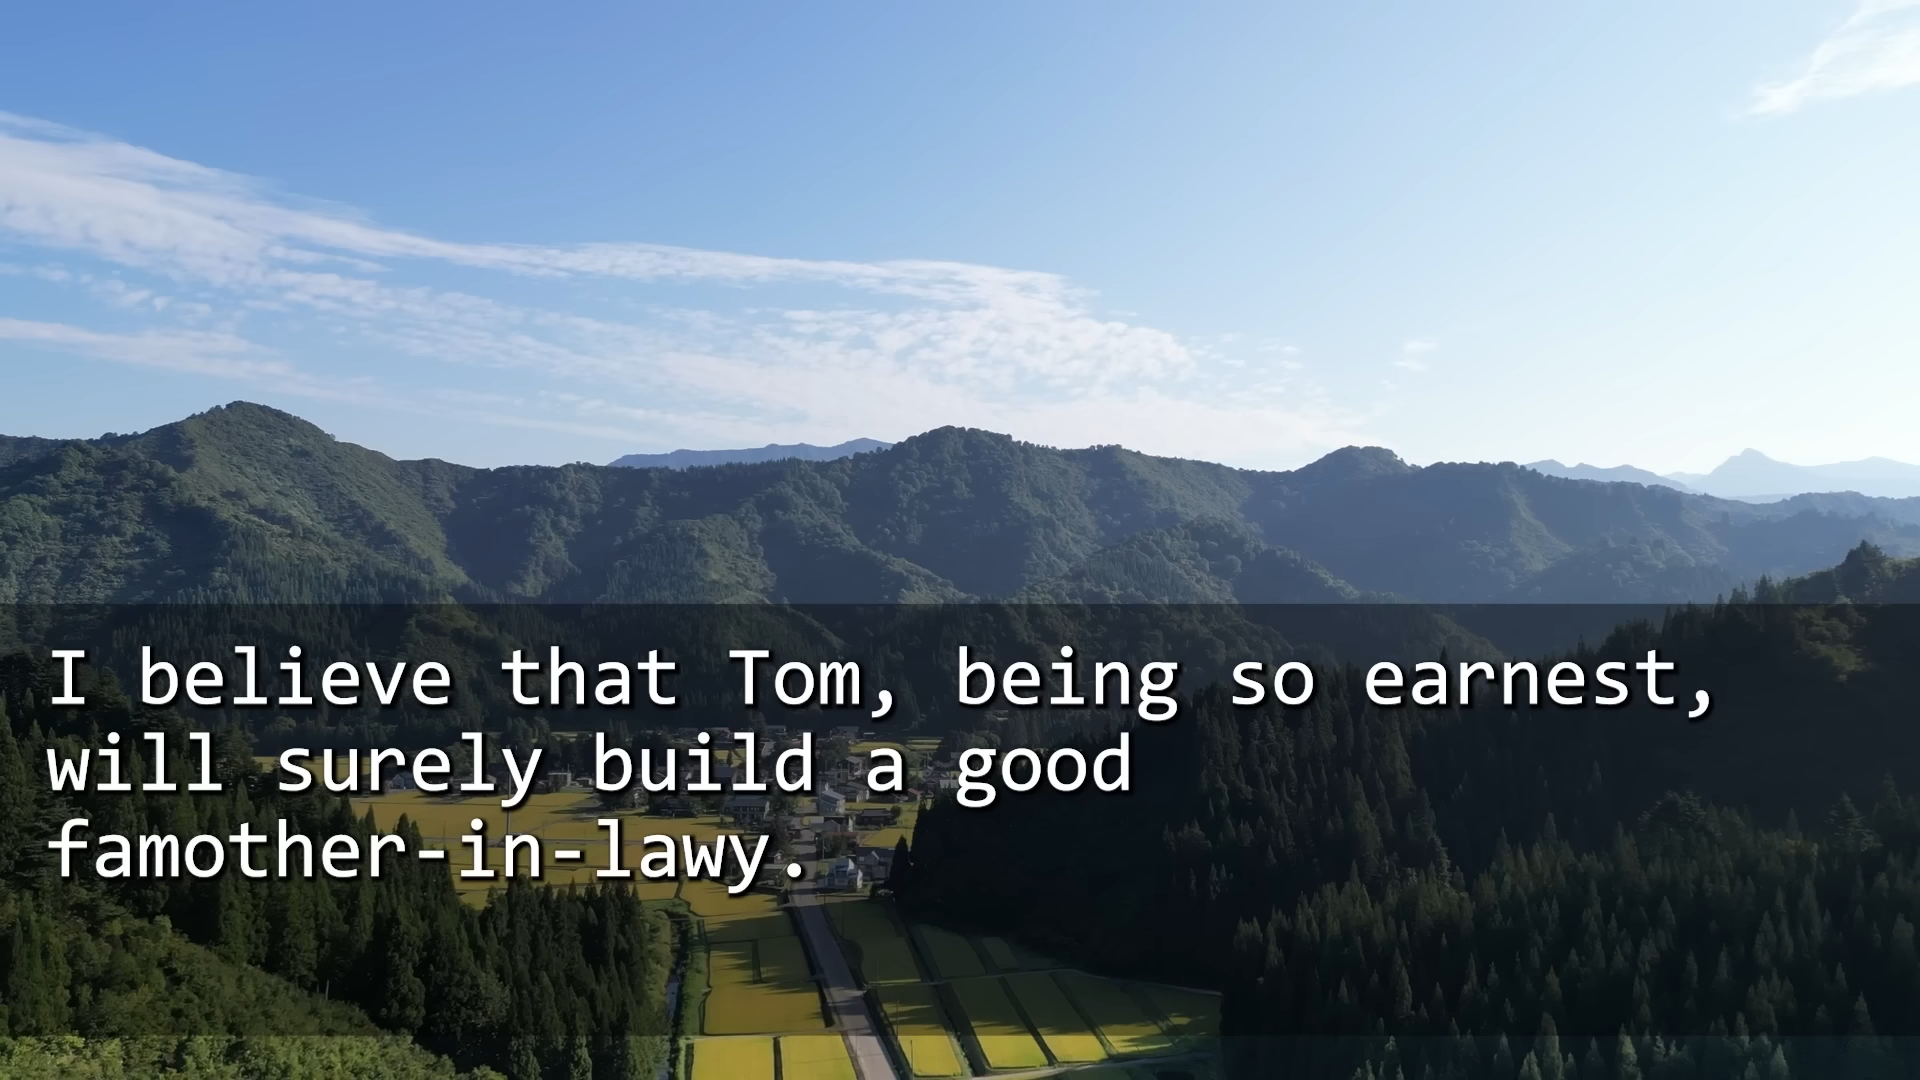 I believe that Tom, being so earnest,
will surely build a good
famother-in-lawy.